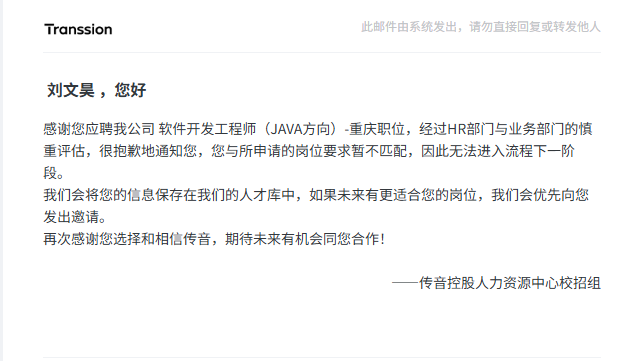 Transsion
此邮件由系统发出，请勿直接回复或转发他人
刘文昊 ，您好
感谢您应聘我公司 软件开发工程师（JAVA方向）-重庆职位，经过HR部门与业务部门的慎
重评估，很抱歉地通知您，您与所申请的岗位要求暂不匹配，因此无法进入流程下一阶
段。
我们会将您的信息保存在我们的人才库中，如果未来有更适合您的岗位，我们会优先向您
发出邀请。
再次感谢您选择和相信传音，期待未来有机会同您合作！
——传音控股人力资源中心校招组